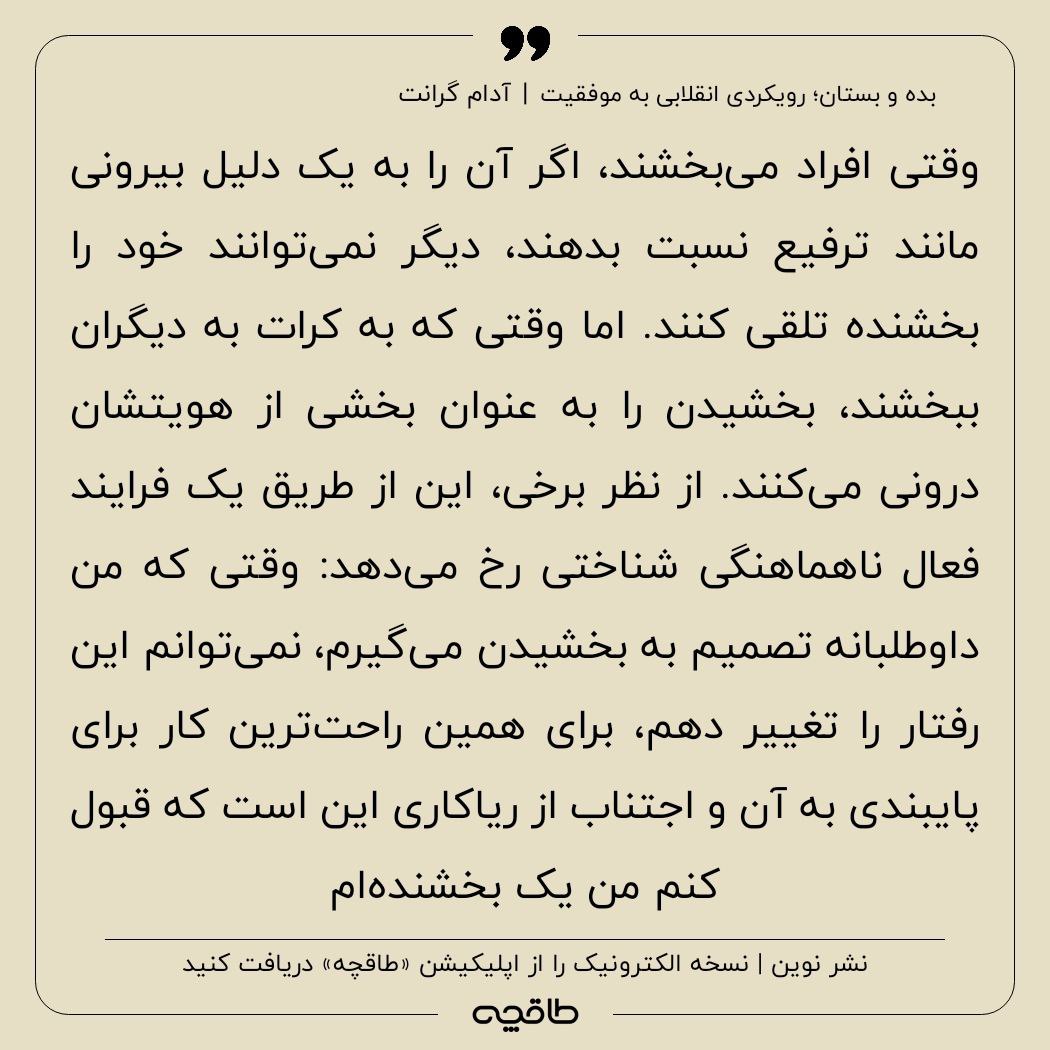 بده و بستان؛ رویکردی انقلابی به موفقیت | آدام گرانت
وقتی افراد می‌بخشند، اگر آن را به یک دلیل بیرونی
مانند ترفیع نسبت بدهند، دیگر نمی‌توانند خود را
بخشنده تلقی کنند. اما وقتی که به کرات به دیگران
ببخشند، بخشیدن را به عنوان بخشی از هویتشان
درونی می‌کنند. از نظر برخی، این از طریق یک فرایند
فعال ناهماهنگی شناختی رخ می‌دهد: وقتی که من
داوطلبانه تصمیم به بخشیدن می‌گیرم، نمی‌توانم این
رفتار را تغییر دهم، برای همین راحت‌ترین کار برای
پایبندی به آن و اجتناب از ریاکاری این است که قبول
کنم من یک بخشنده‌ام
نشر نوین | نسخه الکترونیک را از اپلیکیشن «طاقچه» دریافت کنید
طاقچه